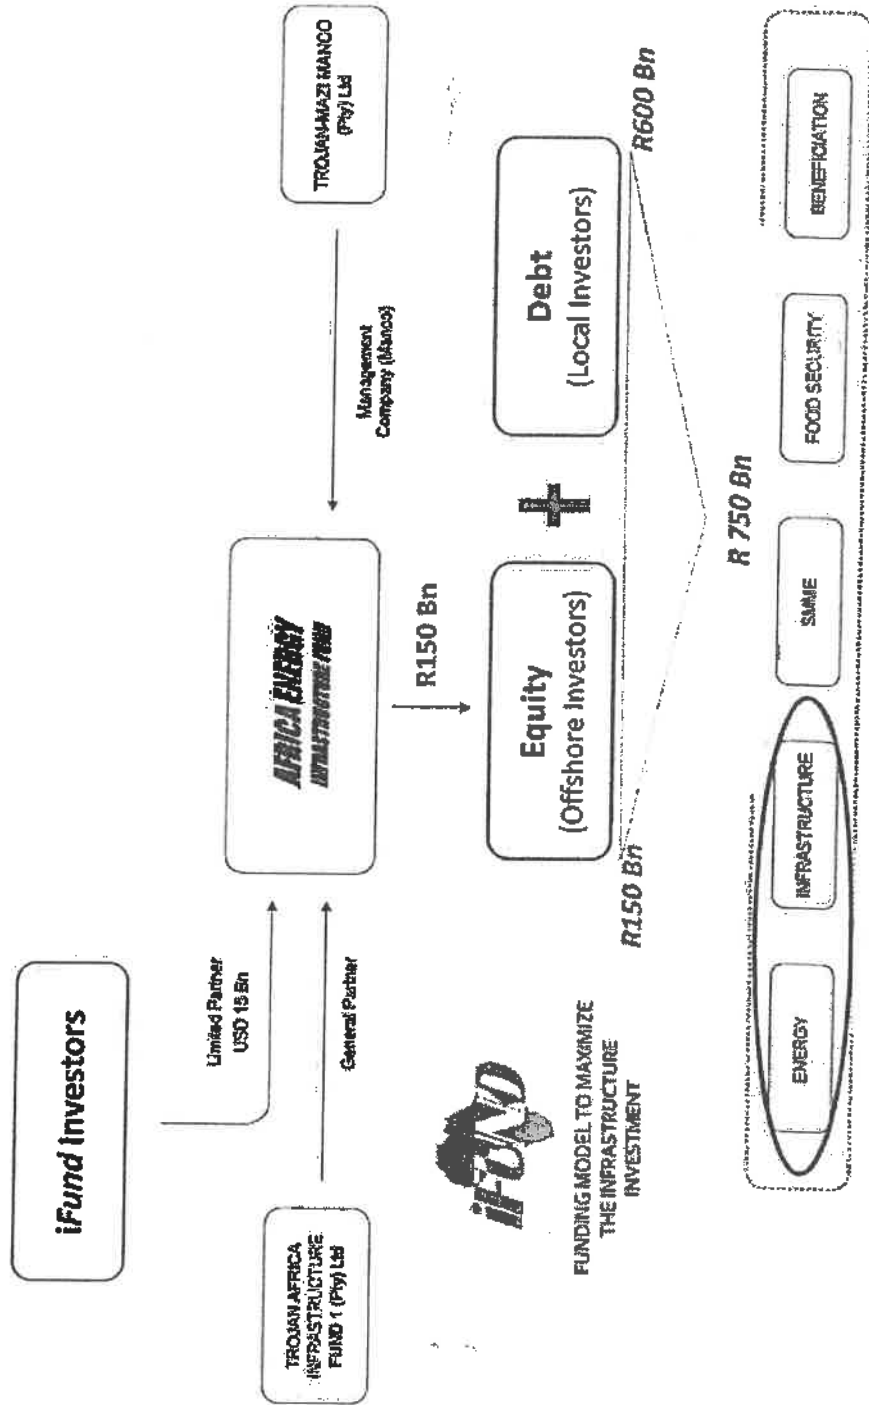 iFund Investors
Limited Partner
USD 15 Bn
TROJAN AFRICA
INFRASTRUCTURE
FUND 1 (Pty) Ltd
General Partner
AFRICA ENERGY
INFRASTRUCTURE FUND
Management
Company (Manco)
TROJAN-MAZI MANCO
(Pty) Ltd
R150 Bn
iFUND
FUNDING MODEL TO MAXIMIZE
THE INFRASTRUCTURE
INVESTMENT
Equity
(Offshore Investors)
+
Debt
(Local Investors)
R150 Bn
R600 Bn
R 750 Bn
ENERGY
INFRASTRUCTURE
SMME
FOOD SECURITY
BENEFICIATION